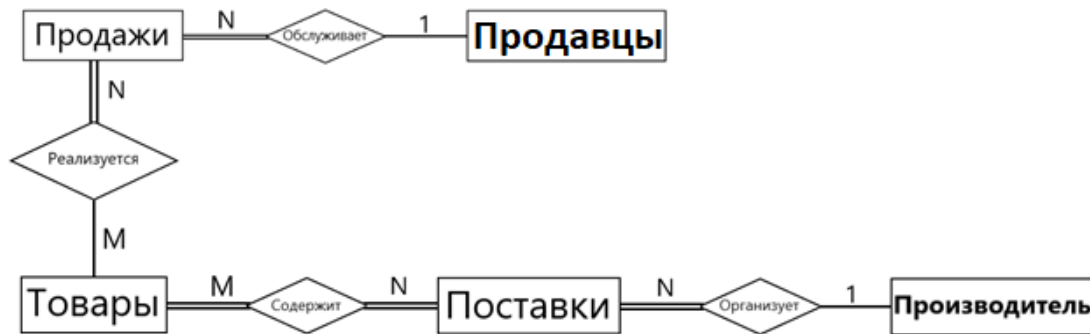 Продажи N Обслуживает 1 Продавцы
N
Реализуется
M
Товары M Содержит N Поставки N Организует 1 Производитель